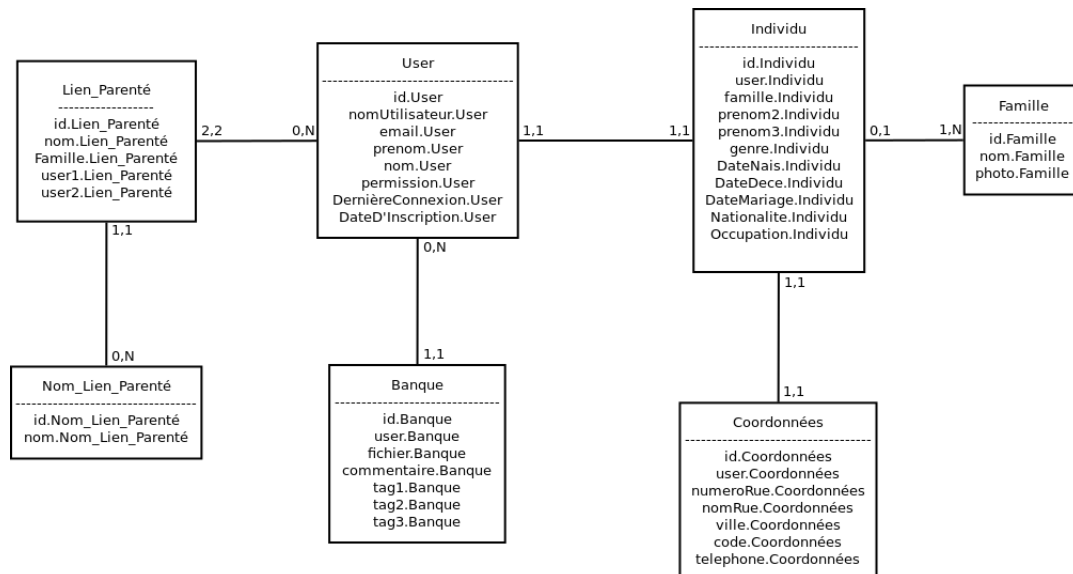 Lien_Parenté
id.Lien_Parenté
nom.Lien_Parenté
Famille.Lien_Parenté
user1.Lien_Parenté
user2.Lien_Parenté
2,2
0,N
1,1
User
id.User
nomUtilisateur.User
email.User
prenom.User
nom.User
permission.User
DernièreConnexion.User
DateD'Inscription.User
1,1
1,1
0,N
Individu
id.Individu
user.Individu
famille.Individu
prenom2.Individu
prenom3.Individu
genre.Individu
DateNais.Individu
DateDece.Individu
DateMariage.Individu
Nationalite.Individu
Occupation.Individu
0,1
1,N
1,1
Famille
id.Famille
nom.Famille
photo.Famille
0,N
Nom_Lien_Parenté
id.Nom_Lien_Parenté
nom.Nom_Lien_Parenté
1,1
Banque
id.Banque
user.Banque
fichier.Banque
commentaire.Banque
tag1.Banque
tag2.Banque
tag3.Banque
1,1
Coordonnées
id.Coordonnées
user.Coordonnées
numeroRue.Coordonnées
nomRue.Coordonnées
ville.Coordonnées
code.Coordonnées
telephone.Coordonnées